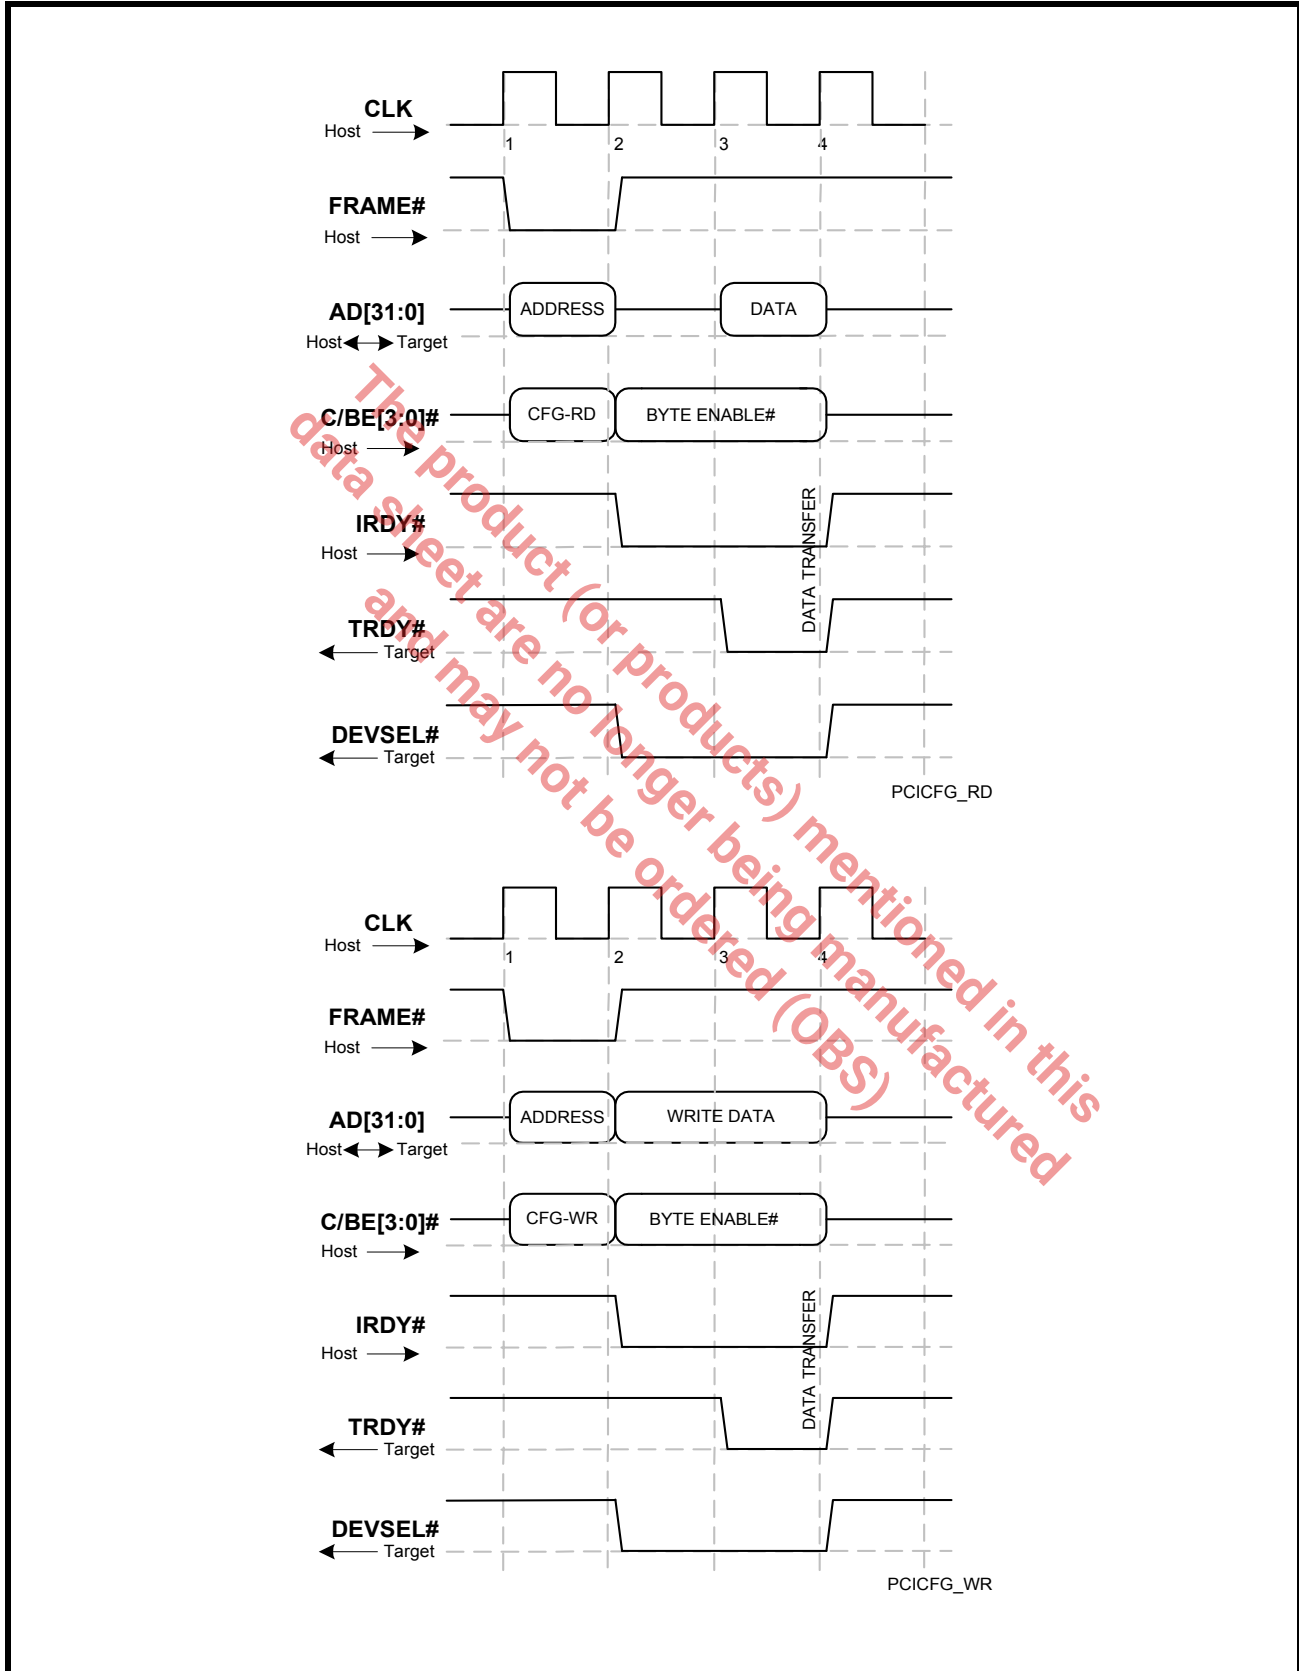 CLK
Host
1 2 3 4
FRAME#
Host
AD[31:0]
Host Target
ADDRESS DATA
C/BE[3:0]#
Host
CFG-RD BYTE ENABLE#
IRDY#
Host
DATA TRANSFER
TRDY#
Target
DEVSEL#
Target
PCICFG_RD
The product (or products) mentioned in this
data sheet are no longer being manufactured
and may not be ordered (OBS)
CLK
Host
1 2 3 4
FRAME#
Host
AD[31:0]
Host Target
ADDRESS WRITE DATA
C/BE[3:0]#
Host
CFG-WR BYTE ENABLE#
IRDY#
Host
DATA TRANSFER
TRDY#
Target
DEVSEL#
Target
PCICFG_WR